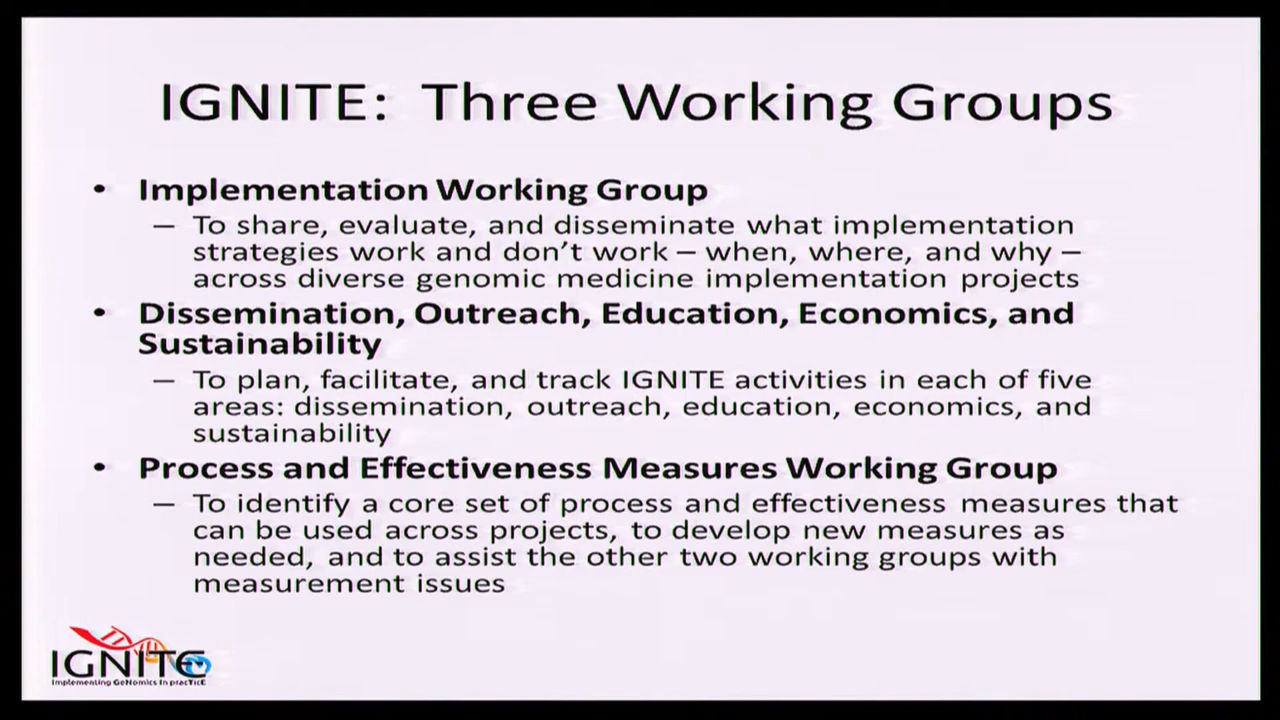 IGNITE: Three Working Groups
• Implementation Working Group
– To share, evaluate, and disseminate what implementation
strategies work and don't work – when, where, and why –
across diverse genomic medicine implementation projects
• Dissemination, Outreach, Education, Economics, and
Sustainability
– To plan, facilitate, and track IGNITE activities in each of five
areas: dissemination, outreach, education, economics, and
sustainability
• Process and Effectiveness Measures Working Group
– To identify a core set of process and effectiveness measures that
can be used across projects, to develop new measures as
needed, and to assist the other two working groups with
measurement issues
IGNITE
Implementing GeNomics In pracTicE